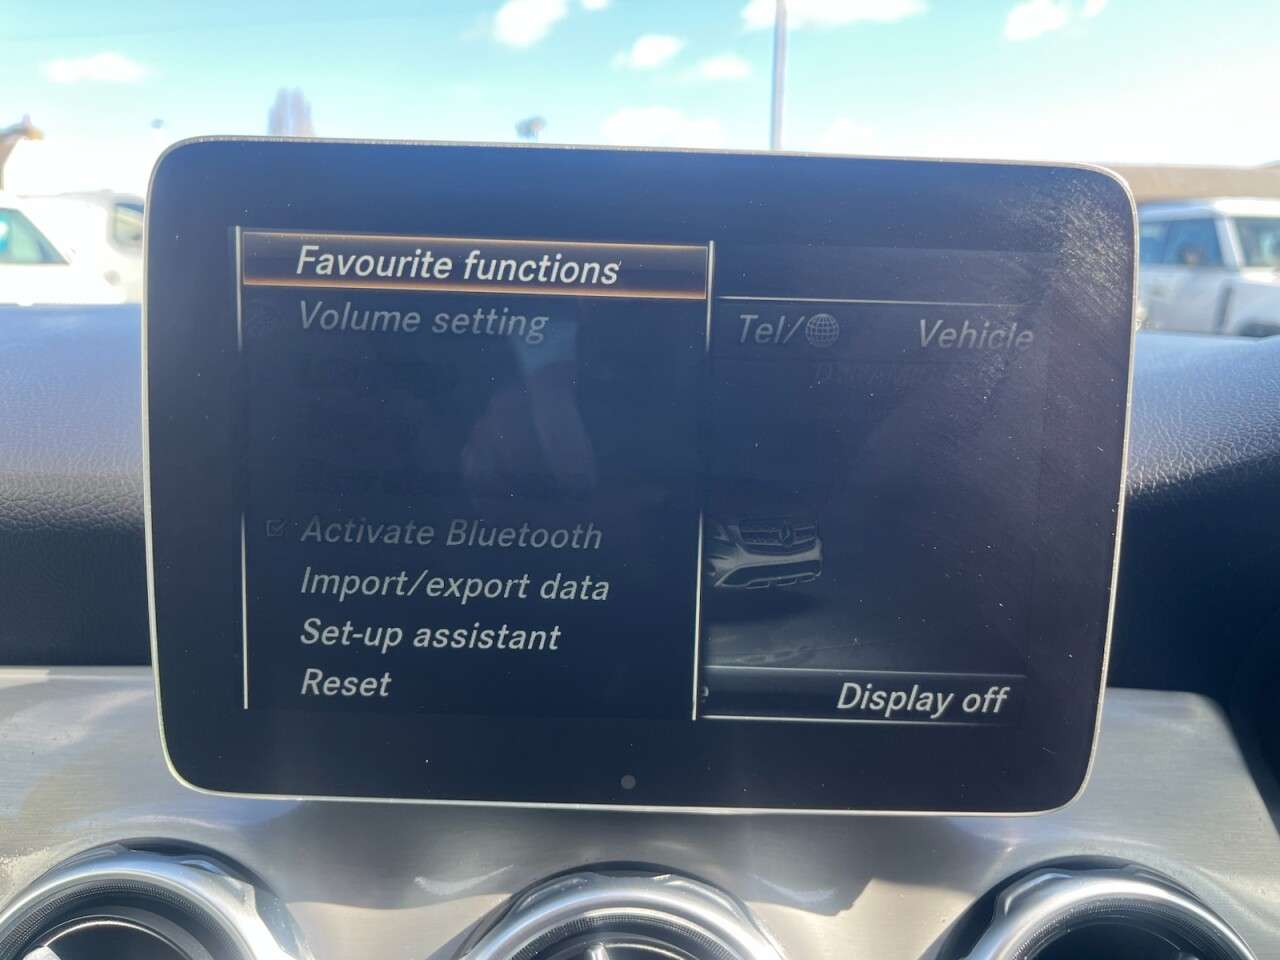 Favourite functions
Volume setting
Tel/ Vehicle
Activate Bluetooth
Import/export data
Set-up assistant
Reset
Display off